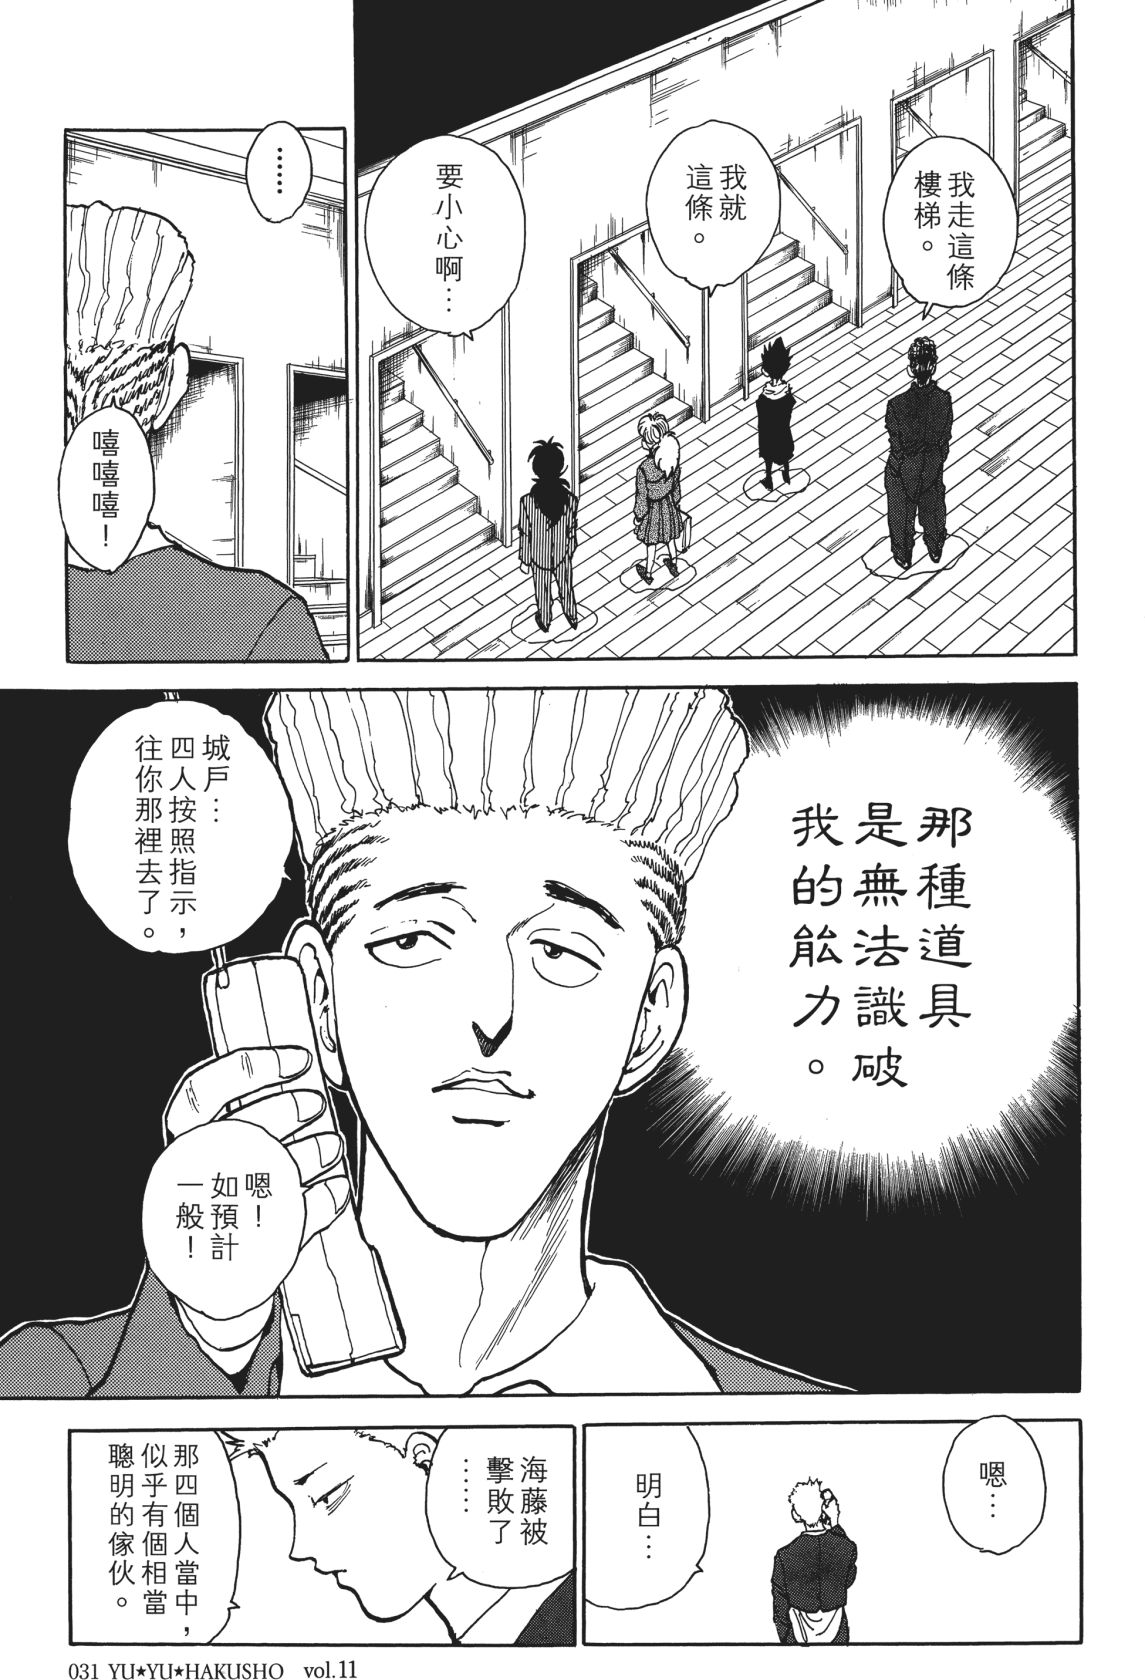 我走這條
樓梯。
我就
這條。
要小心啊…
……
嘻嘻嘻！
那種道具
是無法識破
我的能力。
城戶…
四人按照指示，
往你那裡去了。
嗯！
如預計
一般！
嗯…
明白…
海藤被
擊敗了
……
那四個人當中，
似乎有個相當
聰明的傢伙。
031 YU★YU★HAKUSHO vol.11